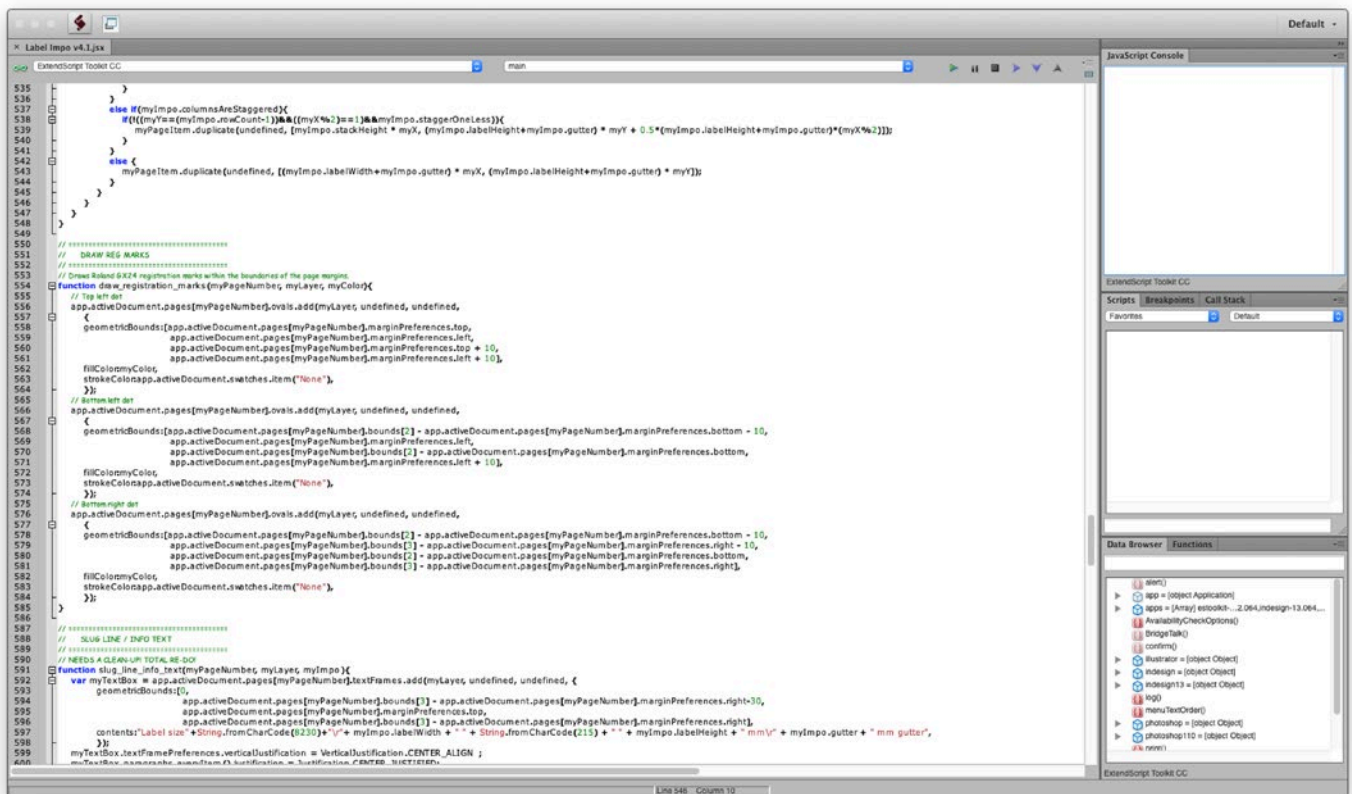 Default
× Label Impo v4.1.jsx
ExtendScript Toolkit CC
main
535 }
536 }
537 else if(myImpo.columnsAreStaggered){
538 if(!((myY==(myImpo.rowCount-1))&&((myX%2)==1)&&myImpo.staggerOneLess)){
539 myPageItem.duplicate(undefined, [myImpo.stackHeight * myX, (myImpo.labelHeight+myImpo.gutter) * myY + 0.5*(myImpo.labelHeight+myImpo.gutter)*(myX%2)]);
540 }
541 }
542 else {
543 myPageItem.duplicate(undefined, [(myImpo.labelWidth+myImpo.gutter) * myX, (myImpo.labelHeight+myImpo.gutter) * myY]);
544 }
545 }
546 }
547 }
548 }
549
550 //
551 // DRAW REG MARKS
552 //
553 // Draws Roland GX24 registration marks within the boundaries of the page margins.
554 function draw_registration_marks(myPageNumber, myLayer, myColor){
555 // Top left dot
556 app.activeDocument.pages[myPageNumber].ovals.add(myLayer, undefined, undefined,
557 {
558 geometricBounds:[app.activeDocument.pages[myPageNumber].marginPreferences.top,
559 app.activeDocument.pages[myPageNumber].marginPreferences.left,
560 app.activeDocument.pages[myPageNumber].marginPreferences.top + 10,
561 app.activeDocument.pages[myPageNumber].marginPreferences.left + 10],
562 fillColor:myColor,
563 strokeColor:app.activeDocument.swatches.item("None"),
564 });
565 // Bottom left dot
566 app.activeDocument.pages[myPageNumber].ovals.add(myLayer, undefined, undefined,
567 {
568 geometricBounds:[app.activeDocument.pages[myPageNumber].bounds[2] - app.activeDocument.pages[myPageNumber].marginPreferences.bottom - 10,
569 app.activeDocument.pages[myPageNumber].marginPreferences.left,
570 app.activeDocument.pages[myPageNumber].bounds[2] - app.activeDocument.pages[myPageNumber].marginPreferences.bottom,
571 app.activeDocument.pages[myPageNumber].marginPreferences.left + 10],
572 fillColor:myColor,
573 strokeColor:app.activeDocument.swatches.item("None"),
574 });
575 // Bottom right dot
576 app.activeDocument.pages[myPageNumber].ovals.add(myLayer, undefined, undefined,
577 {
578 geometricBounds:[app.activeDocument.pages[myPageNumber].bounds[2] - app.activeDocument.pages[myPageNumber].marginPreferences.bottom - 10,
579 app.activeDocument.pages[myPageNumber].bounds[3] - app.activeDocument.pages[myPageNumber].marginPreferences.right - 10,
580 app.activeDocument.pages[myPageNumber].bounds[2] - app.activeDocument.pages[myPageNumber].marginPreferences.bottom,
581 app.activeDocument.pages[myPageNumber].bounds[3] - app.activeDocument.pages[myPageNumber].marginPreferences.right],
582 fillColor:myColor,
583 strokeColor:app.activeDocument.swatches.item("None"),
584 });
585 }
586
587 //
588 // SLUG LINE / INFO TEXT
589 //
590 // NEEDS A CLEAN-UP! TOTAL RE-DO!
591 function slug_line_info_text(myPageNumber, myLayer, myImpo){
592 var myTextBox = app.activeDocument.pages[myPageNumber].textFrames.add(myLayer, undefined, undefined, {
593 geometricBounds:[0,
594 app.activeDocument.pages[myPageNumber].bounds[3] - app.activeDocument.pages[myPageNumber].marginPreferences.right-30,
595 app.activeDocument.pages[myPageNumber].marginPreferences.top,
596 app.activeDocument.pages[myPageNumber].bounds[3] - app.activeDocument.pages[myPageNumber].marginPreferences.right],
597 contents:"Label size"+String.fromCharCode(8230)+"\r"+ myImpo.labelWidth + " " + String.fromCharCode(215) + " " + myImpo.labelHeight + " mm\r" + myImpo.gutter + " mm gutter",
598 });
599 myTextBox.textFramePreferences.verticalJustification = VerticalJustification.CENTER_ALIGN ;
600 myTextBox.paragraphs.everyItem().justification = Justification.CENTER_JUSTIFIED;
Line 546 Column 10
JavaScript Console
ExtendScript Toolkit CC
Scripts Breakpoints Call Stack
Favorites Default
Data Browser Functions
alert()
app = [object Application]
apps = [Array] estoolkit-...2.064,indesign-13.064,...
AvailabilityCheckOptions()
BridgeTalk()
confirm()
illustrator = [object Object]
indesign = [object Object]
indesign13 = [object Object]
log()
menuTextOrder()
photoshop = [object Object]
photoshop110 = [object Object]
print()
ExtendScript Toolkit CC